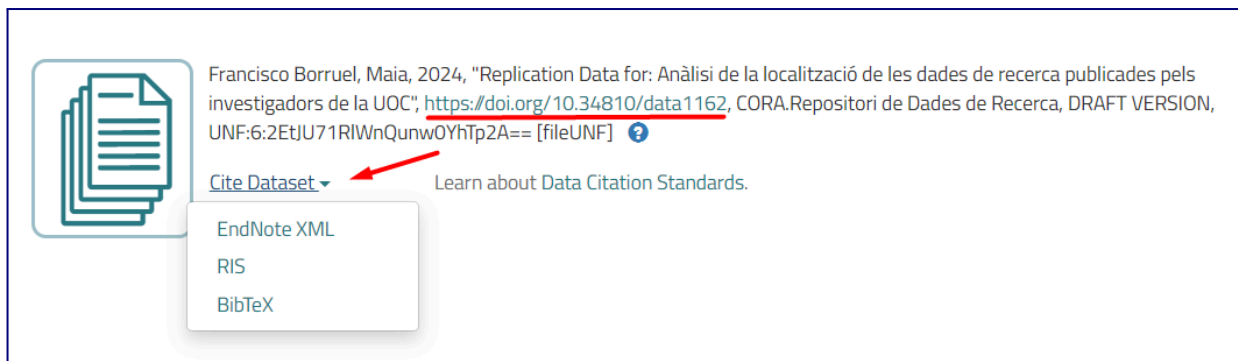 Francisco Borruel, Maia, 2024, "Replication Data for: Anàlisi de la localització de les dades de recerca publicades pels
investigadors de la UOC", https://doi.org/10.34810/data1162, CORA.Repositori de Dades de Recerca, DRAFT VERSION,
UNF:6:2EtJU71RlWnQunw0YhTp2A== [fileUNF] ?
Cite Dataset Learn about Data Citation Standards.
EndNote XML
RIS
BibTeX